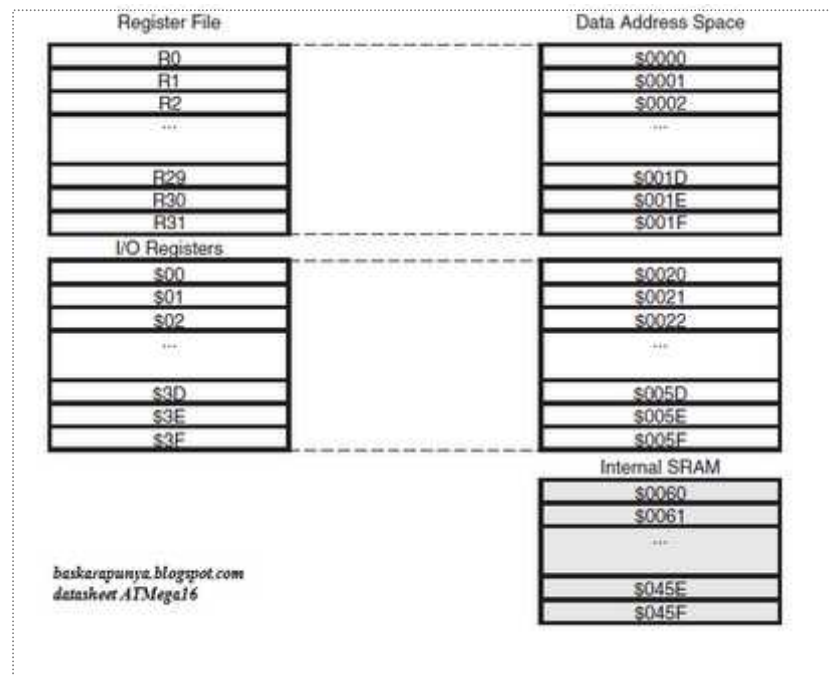 Register File
Data Address Space
R0
$0000
R1
$0001
R2
$0002
...
...
R29
$001D
R30
$001E
R31
$001F
I/O Registers
$00
$0020
$01
$0021
$02
$0022
...
...
$3D
$005D
$3E
$005E
$3F
$005F
Internal SRAM
$0060
$0061
...
$045E
$045F
baskarapunya.blogspot.com
datasheet ATMega16